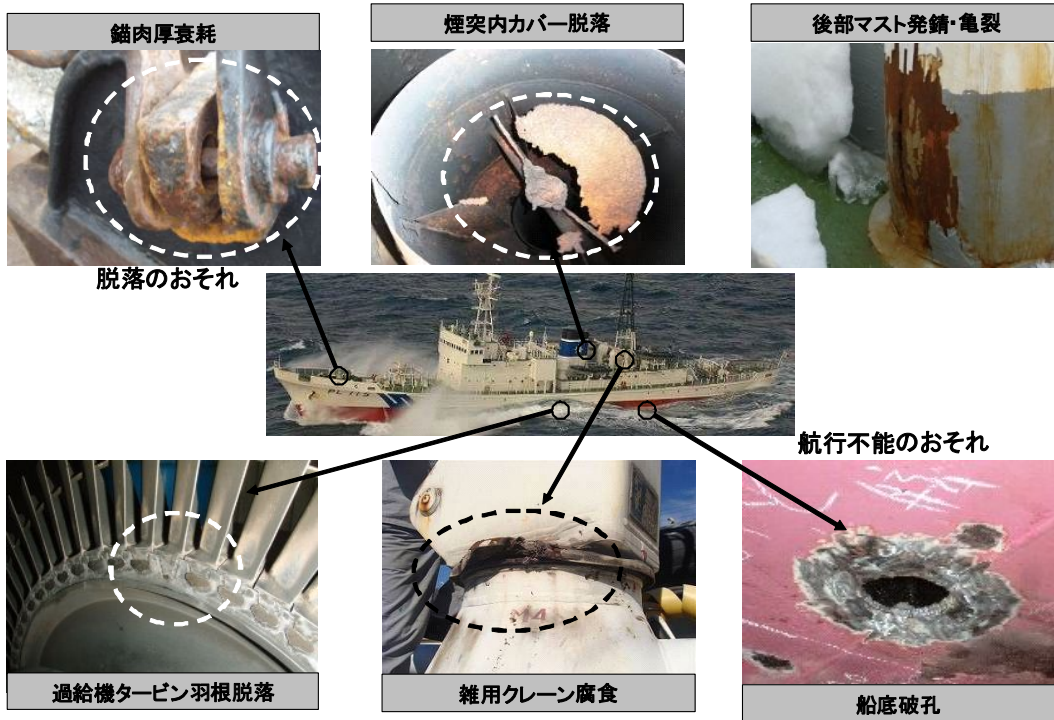 錨肉厚衰耗
煙突内カバー脱落
後部マスト発錆・亀裂
脱落のおそれ
PL 115
航行不能のおそれ
M4
過給機タービン羽根脱落
雑用クレーン腐食
船底破孔